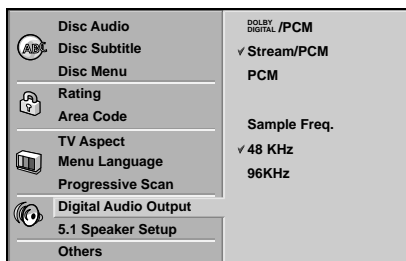 Disc Audio
Disc Subtitle
Disc Menu
Rating
Area Code
TV Aspect
Menu Language
Progressive Scan
Digital Audio Output
5.1 Speaker Setup
Others
DOLBY DIGITAL /PCM
Stream/PCM
PCM
Sample Freq.
48 KHz
96KHz
ABC